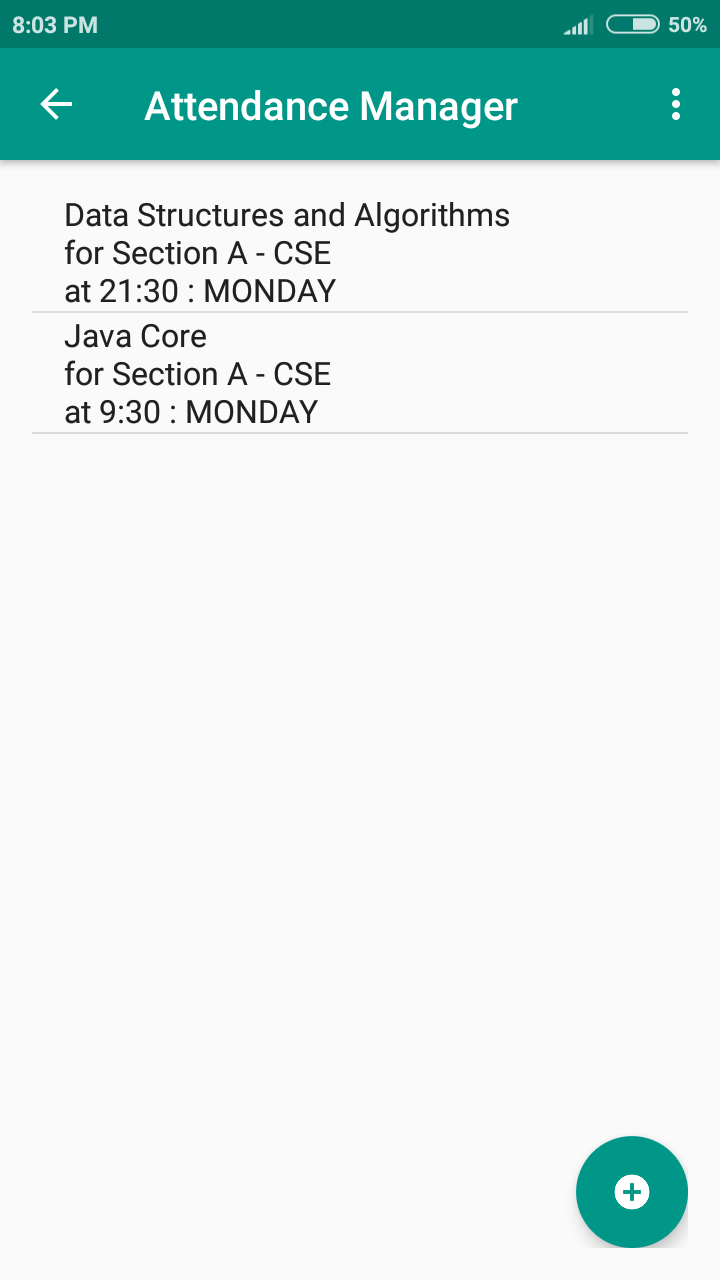 8:03 PM 50%
Attendance Manager
Data Structures and Algorithms
for Section A - CSE
at 21:30 : MONDAY
Java Core
for Section A - CSE
at 9:30 : MONDAY